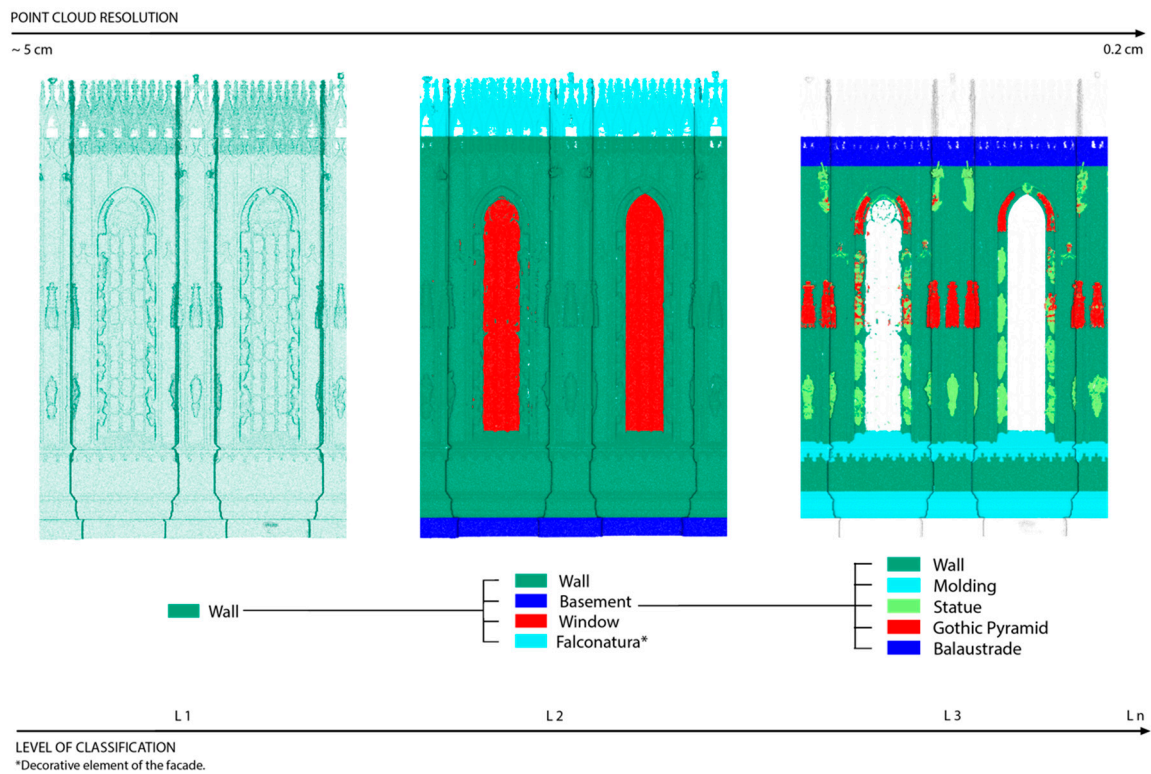 POINT CLOUD RESOLUTION
~ 5 cm
0.2 cm
Wall
Wall
Basement
Window
Falconatura*
Wall
Molding
Statue
Gothic Pyramid
Balaustrade
L 1
L 2
L 3
L n
LEVEL OF CLASSIFICATION
*Decorative element of the facade.